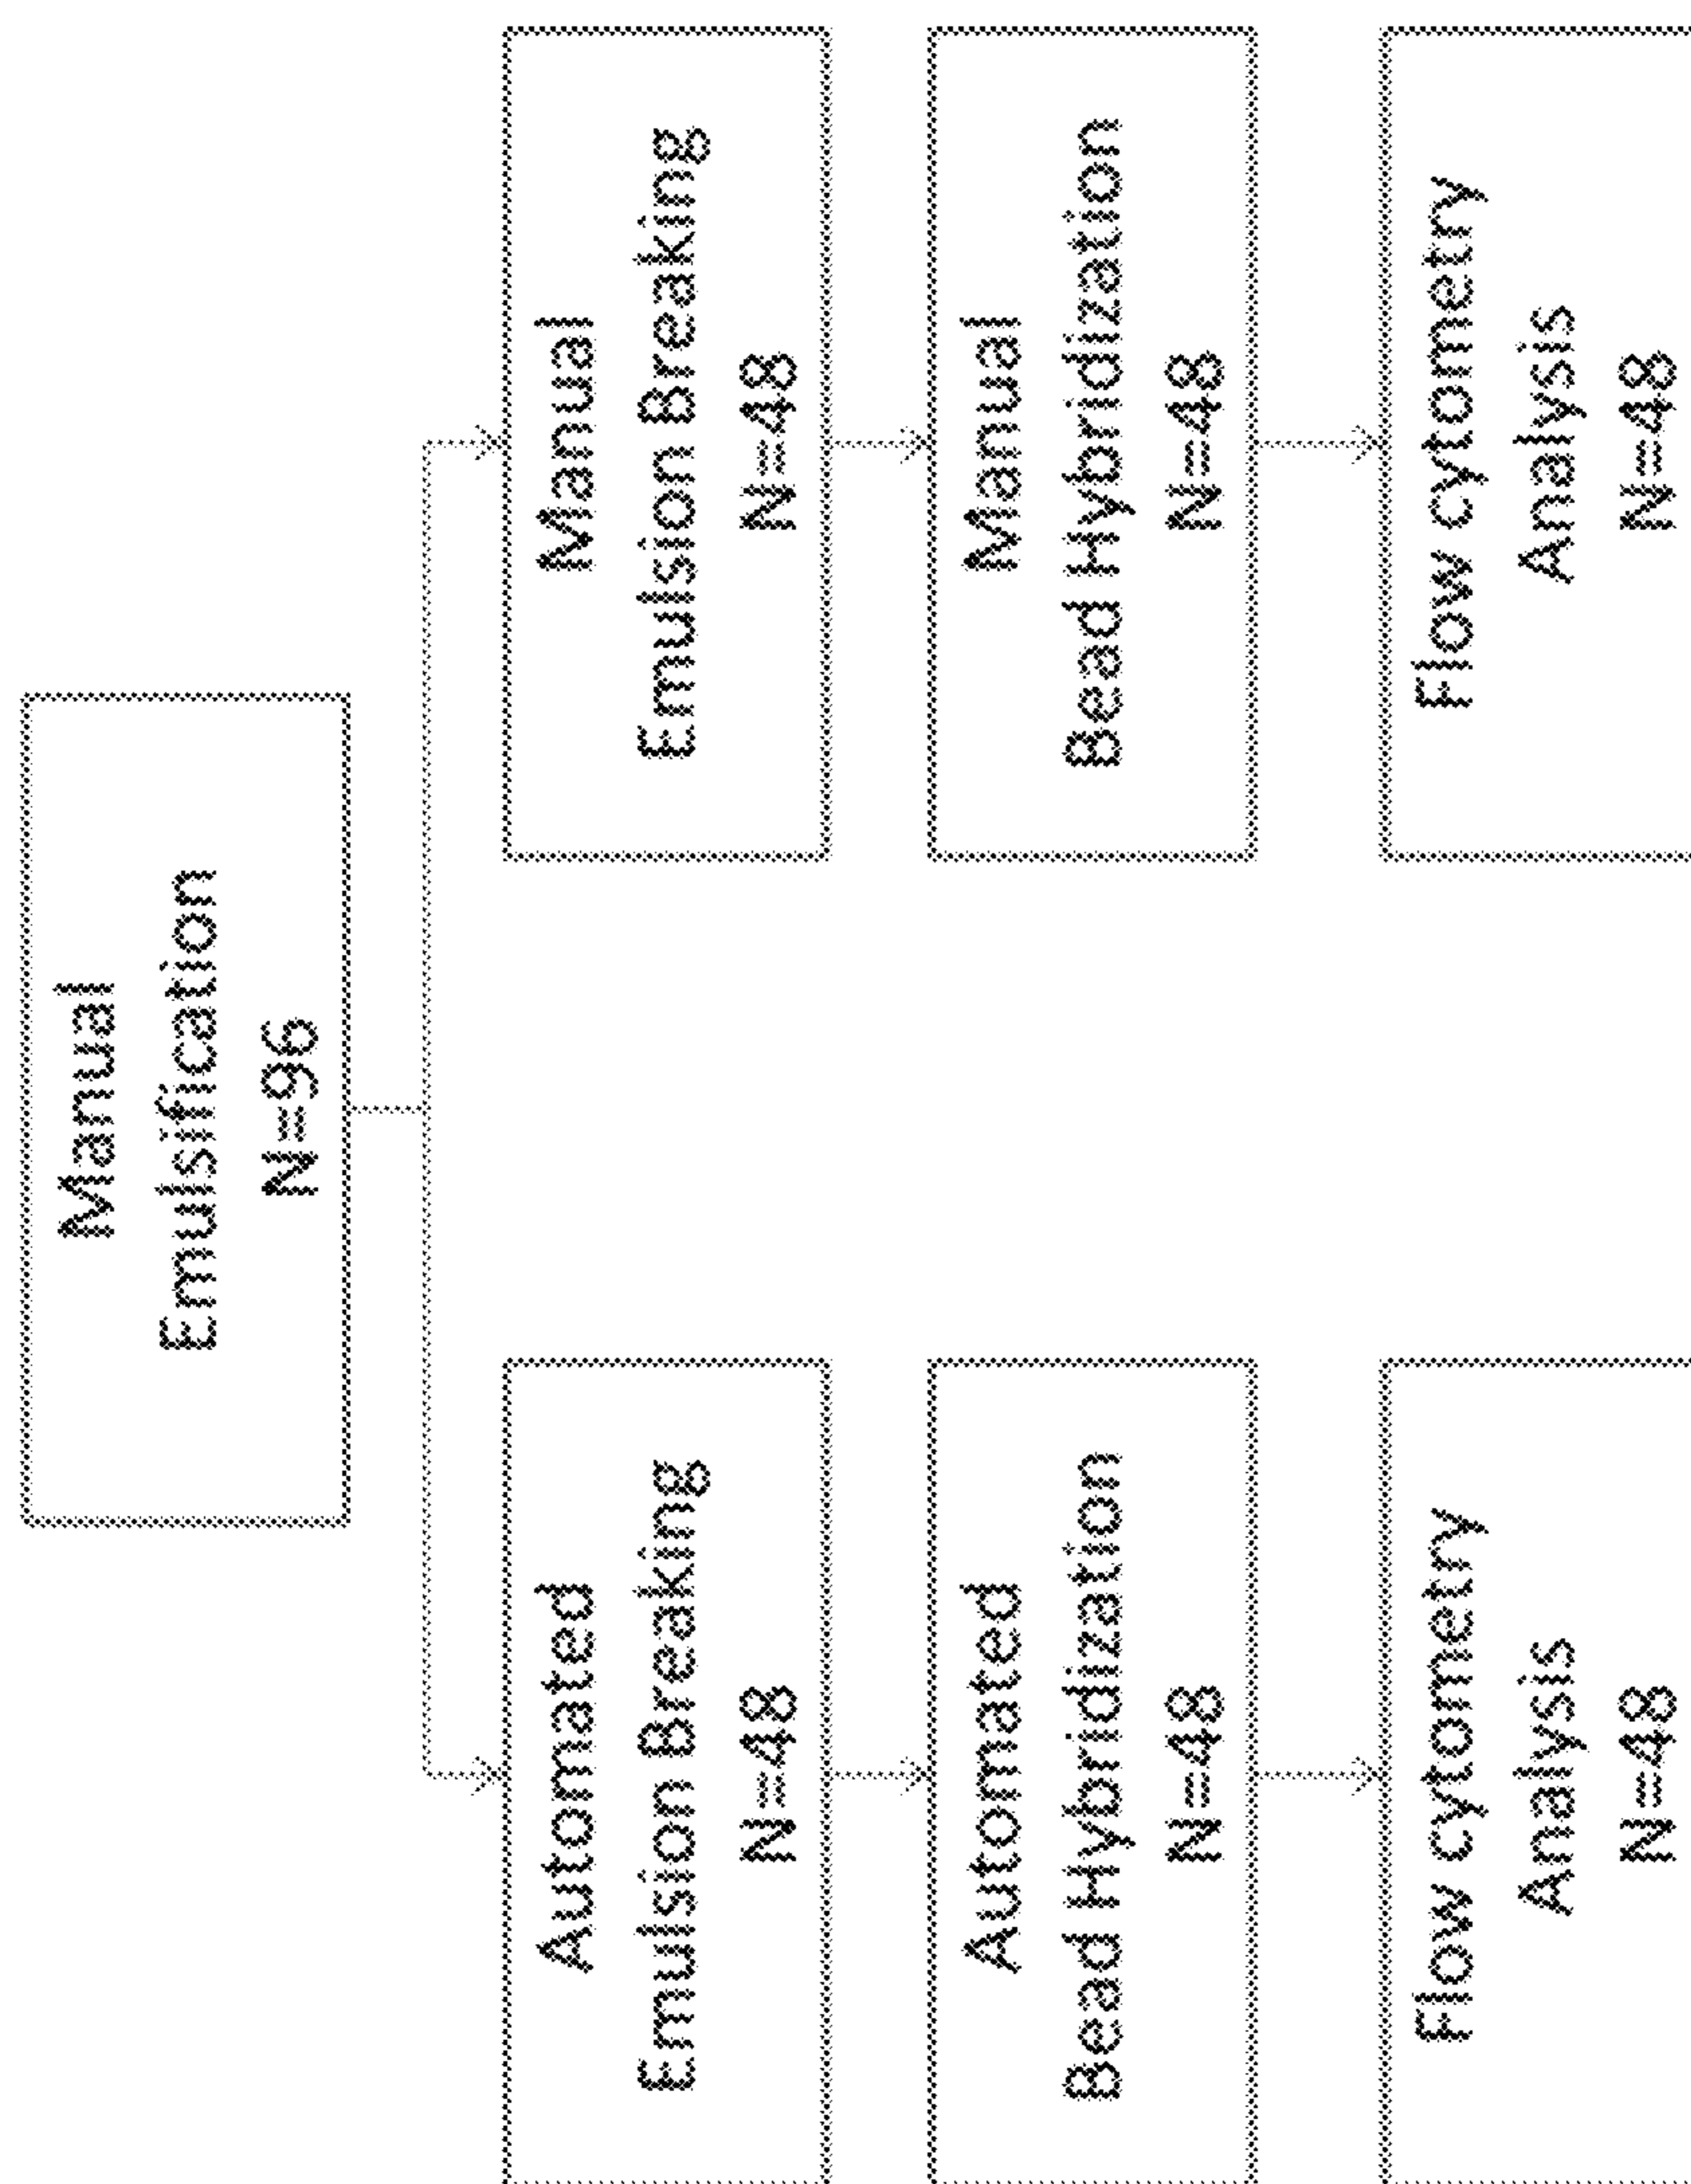 Manual
Emulsification
N=96
Automated
Emulsion Breaking
N=48
Manual
Emulsion Breaking
N=48
Automated
Bead Hybridization
N=48
Manual
Bead Hybridization
N=48
Flow cytometry
Analysis
N=48
Flow cytometry
Analysis
N=48